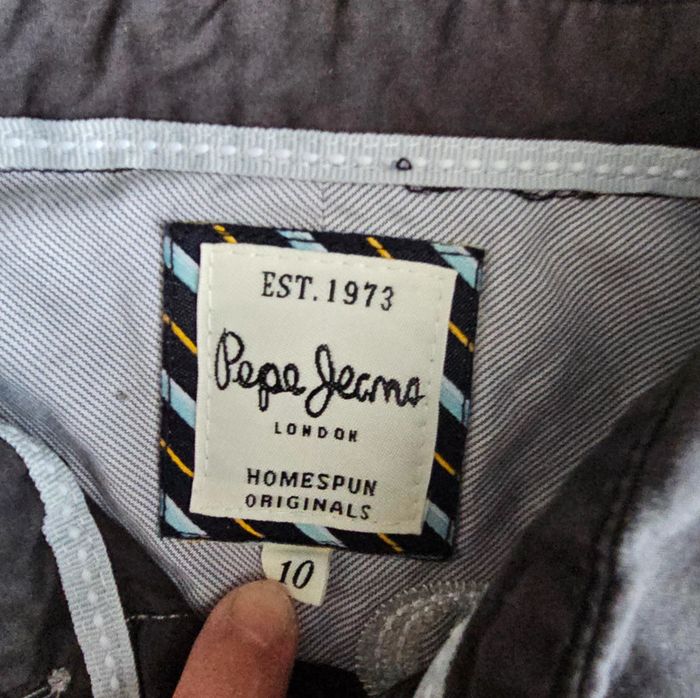 EST. 1973
Pepe Jeans
LONDON
HOMESPUN
ORIGINALS
10